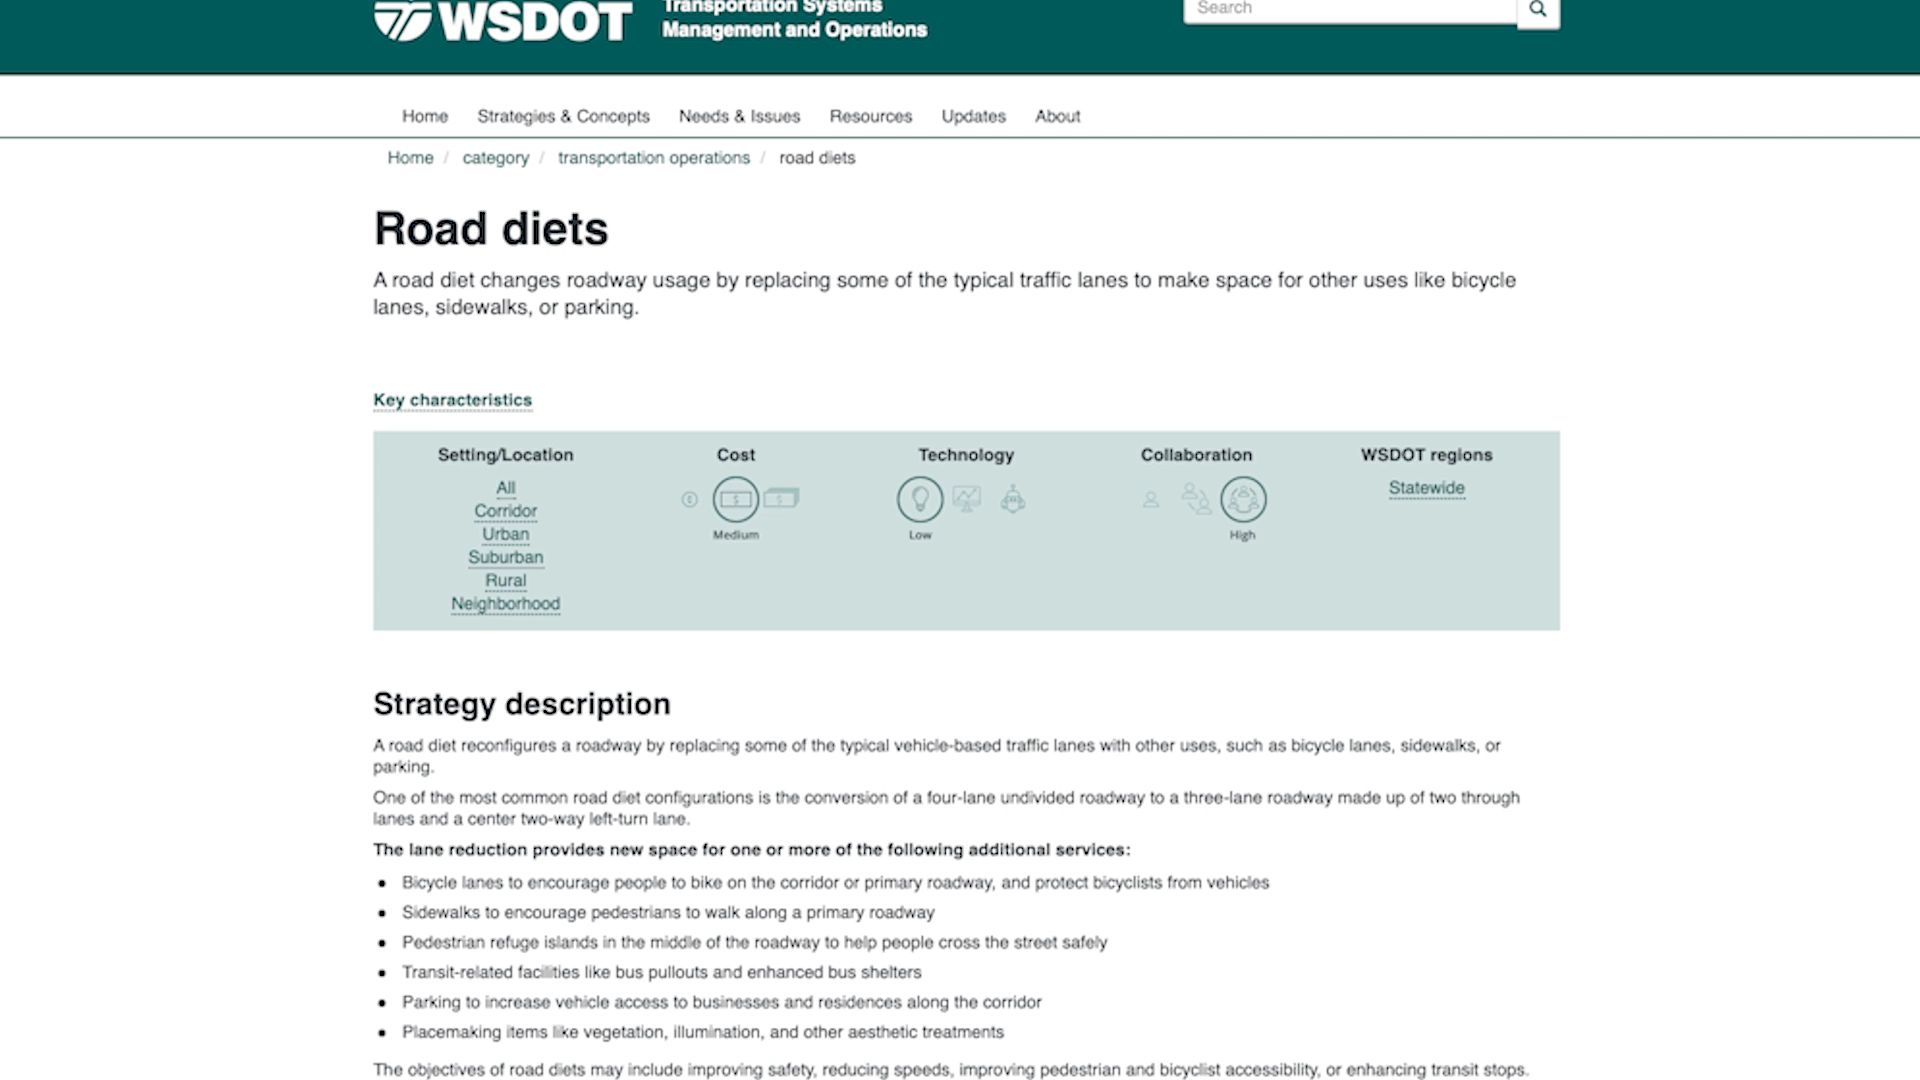 WSDOT
Transportation Systems
Management and Operations
Search
Home Strategies & Concepts Needs & Issues Resources Updates About
Home / category / transportation operations / road diets
Road diets
A road diet changes roadway usage by replacing some of the typical traffic lanes to make space for other uses like bicycle
lanes, sidewalks, or parking.
Key characteristics
Setting/Location Cost Technology Collaboration WSDOT regions
All Statewide
Corridor
Urban Medium Low High
Suburban
Rural
Neighborhood
Strategy description
A road diet reconfigures a roadway by replacing some of the typical vehicle-based traffic lanes with other uses, such as bicycle lanes, sidewalks, or
parking.
One of the most common road diet configurations is the conversion of a four-lane undivided roadway to a three-lane roadway made up of two through
lanes and a center two-way left-turn lane.
The lane reduction provides new space for one or more of the following additional services:
• Bicycle lanes to encourage people to bike on the corridor or primary roadway, and protect bicyclists from vehicles
• Sidewalks to encourage pedestrians to walk along a primary roadway
• Pedestrian refuge islands in the middle of the roadway to help people cross the street safely
• Transit-related facilities like bus pullouts and enhanced bus shelters
• Parking to increase vehicle access to businesses and residences along the corridor
• Placemaking items like vegetation, illumination, and other aesthetic treatments
The objectives of road diets may include improving safety, reducing speeds, improving pedestrian and bicyclist accessibility, or enhancing transit stops.